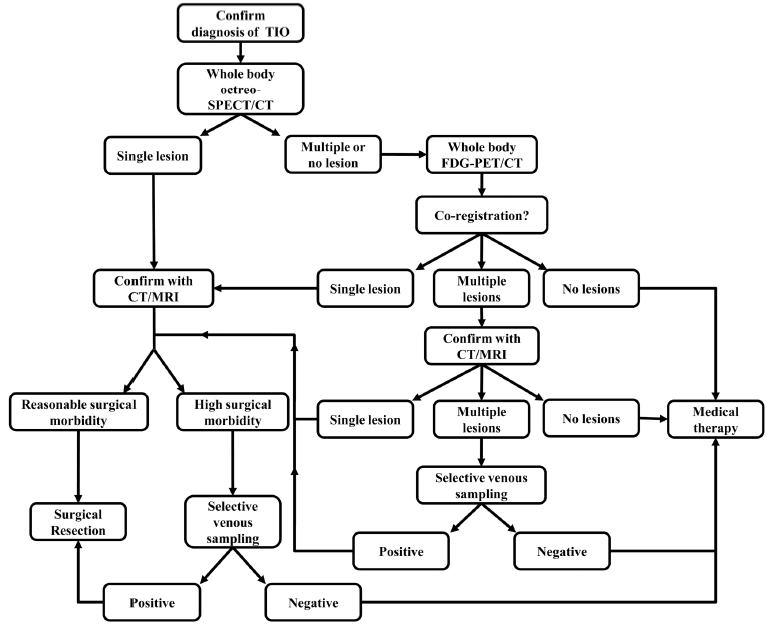 Confirm
diagnosis of TIO
Whole body
octreo-
SPECT/CT
Single lesion
Multiple or
no lesion
Whole body
FDG-PET/CT
Co-registration?
Confirm with
CT/MRI
Single lesion
Multiple
lesions
No lesions
Confirm with
CT/MRI
Reasonable surgical
morbidity
High surgical
morbidity
Single lesion
Multiple
lesions
No lesions
Medical
therapy
Selective venous
sampling
Surgical
Resection
Selective
venous
sampling
Positive
Negative
Positive
Negative